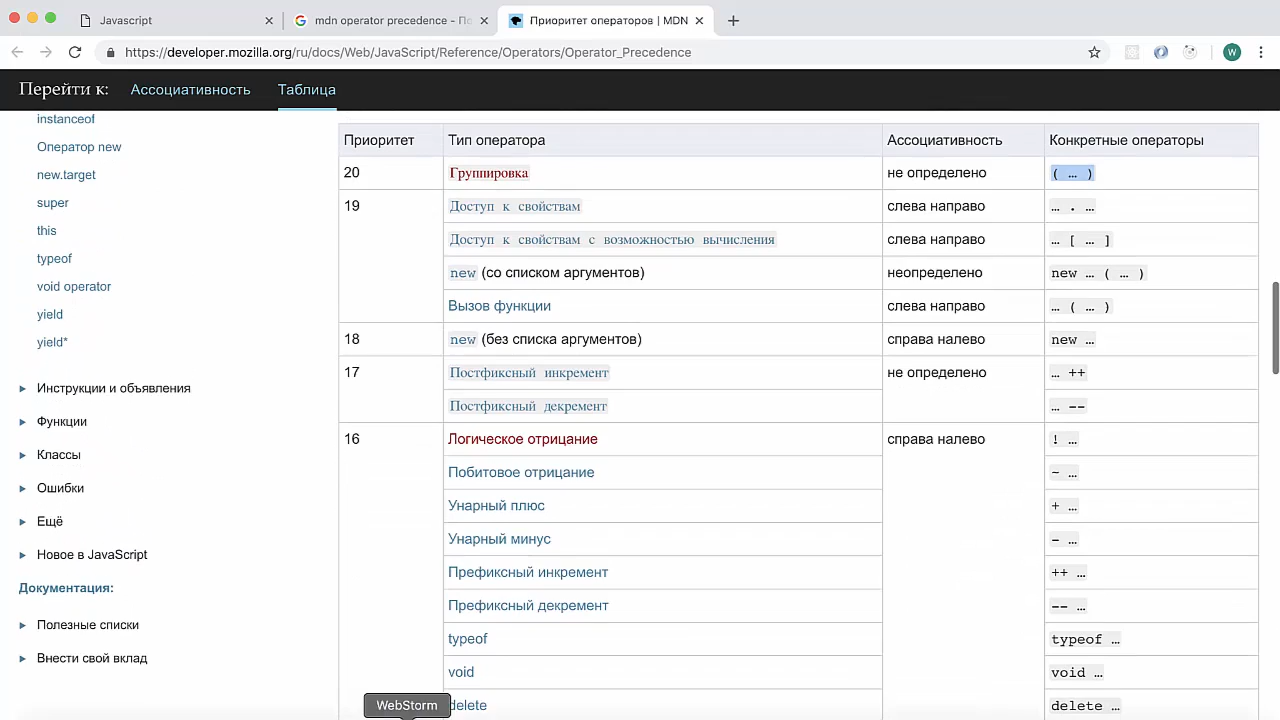 Javascript
mdn operator precedence - По
Приоритет операторов | MDN
https://developer.mozilla.org/ru/docs/Web/JavaScript/Reference/Operators/Operator_Precedence
W
Перейти к: Ассоциативность Таблица
instanceof
Оператор new
new.target
super
this
typeof
void operator
yield
yield*
Инструкции и объявления
Функции
Классы
Ошибки
Ещё
Новое в JavaScript
Документация:
Полезные списки
Внести свой вклад
Приоритет Тип оператора Ассоциативность Конкретные операторы
20 Группировка не определено ( … )
19 Доступ к свойствам слева направо … . …
Доступ к свойствам с возможностью вычисления слева направо … [ … ]
new (со списком аргументов) неопределено new … ( … )
Вызов функции слева направо … ( … )
18 new (без списка аргументов) справа налево new …
17 Постфиксный инкремент не определено … ++
Постфиксный декремент … --
16 Логическое отрицание справа налево ! …
Побитовое отрицание ~ …
Унарный плюс + …
Унарный минус - …
Префиксный инкремент ++ …
Префиксный декремент -- …
typeof typeof …
void void …
delete delete …
WebStorm